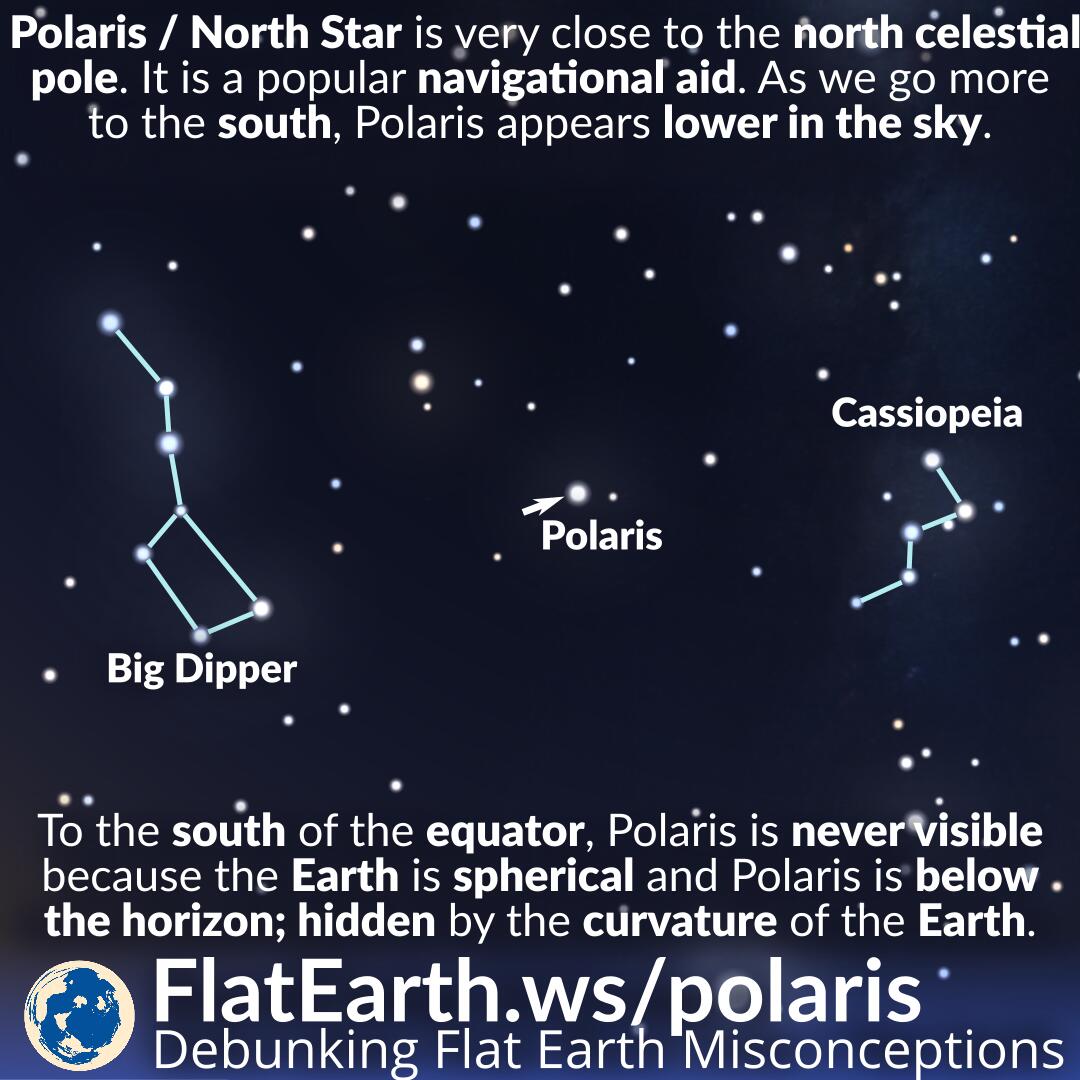 Polaris / North Star is very close to the north celestial
pole. It is a popular navigational aid. As we go more
to the south, Polaris appears lower in the sky.
Cassiopeia
Polaris
Big Dipper
To the south of the equator, Polaris is never visible
because the Earth is spherical and Polaris is below
the horizon; hidden by the curvature of the Earth.
FlatEarth.ws/polaris
Debunking Flat Earth Misconceptions